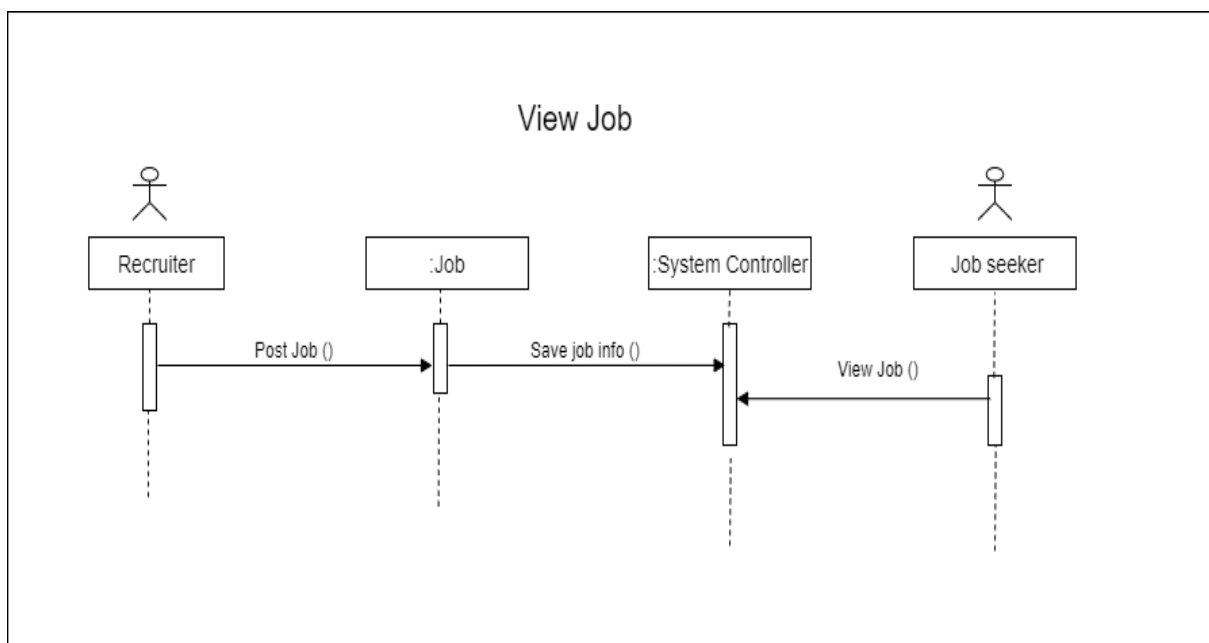 View Job
Recruiter
:Job
:System Controller
Job seeker
Post Job ()
Save job info ()
View Job ()